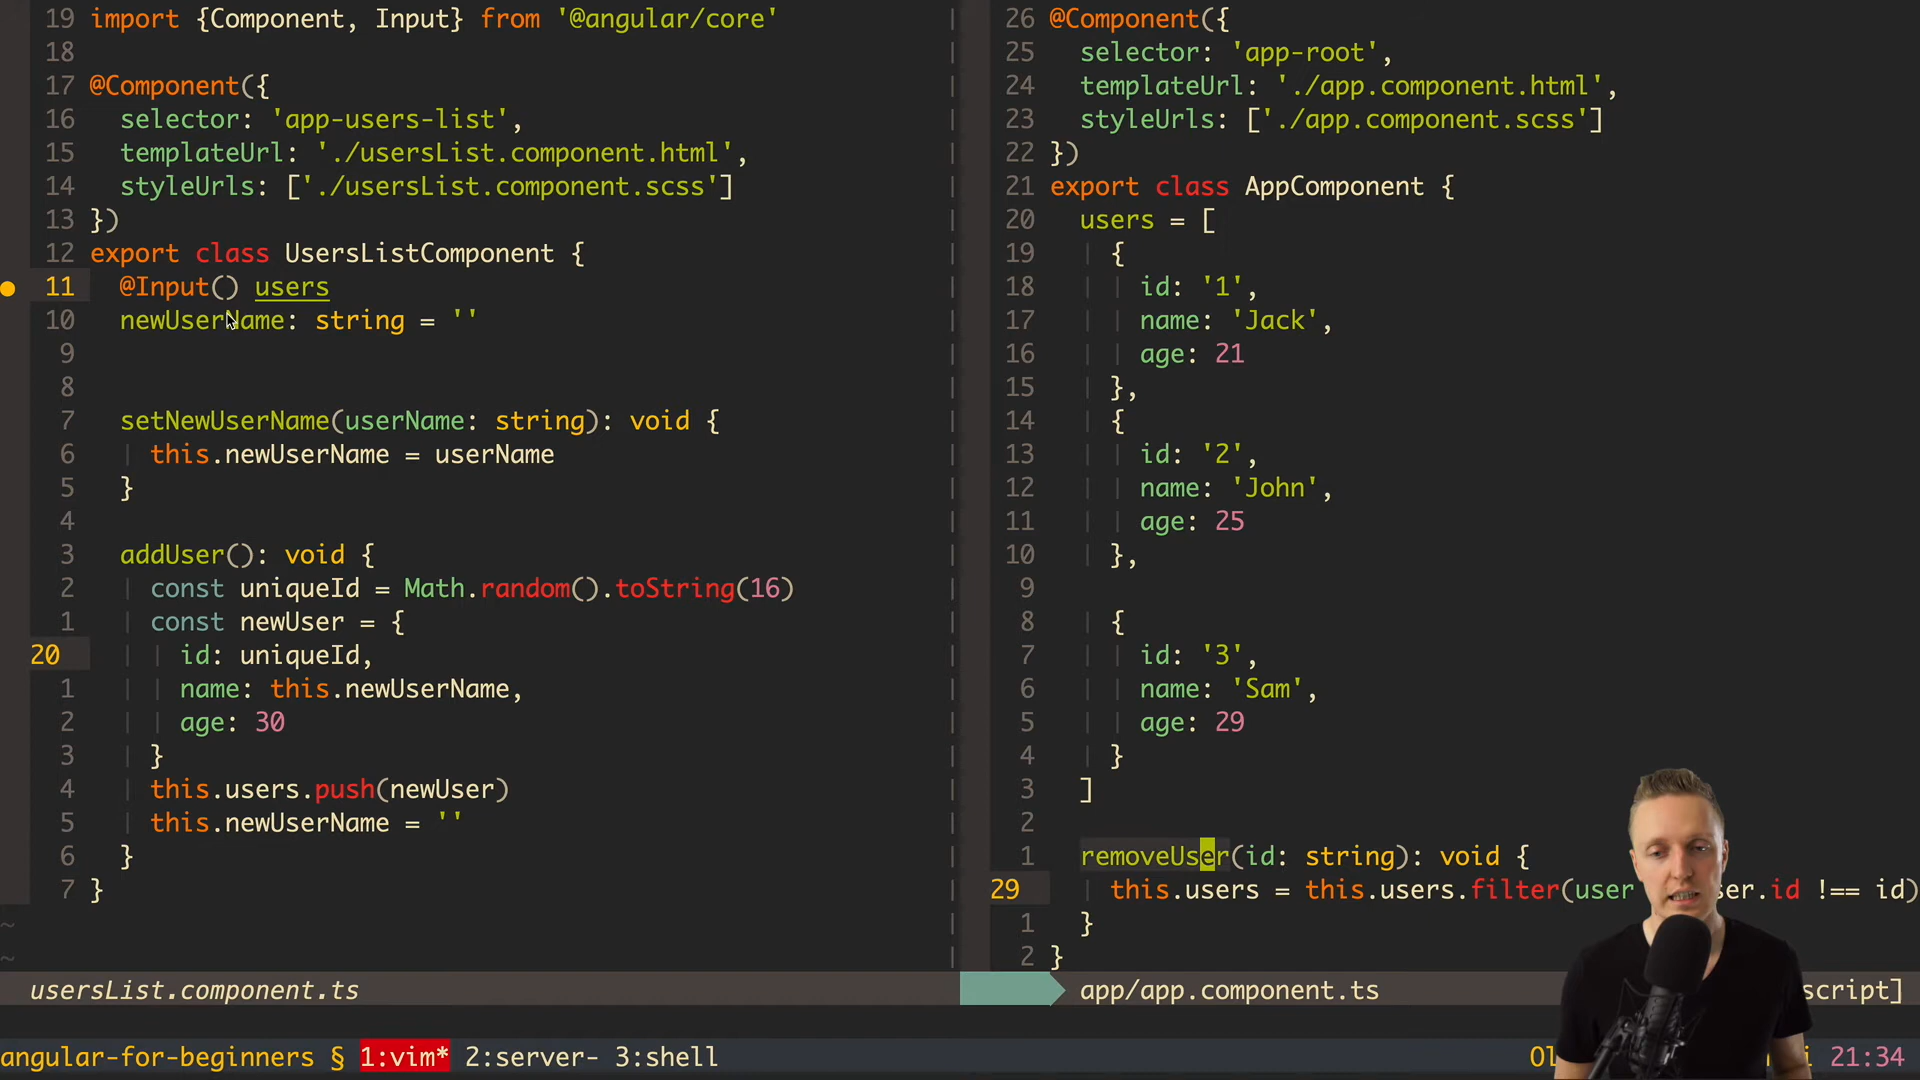 19 import {Component, Input} from '@angular/core'
18
17 @Component({
16 selector: 'app-users-list',
15 templateUrl: './usersList.component.html',
14 styleUrls: ['./usersList.component.scss']
13 })
12 export class UsersListComponent {
11 @Input() users
10 newUserName: string = ''
9
8
7 setNewUserName(userName: string): void {
6 this.newUserName = userName
5 }
4
3 addUser(): void {
2 const uniqueId = Math.random().toString(16)
1 const newUser = {
20 id: uniqueId,
1 name: this.newUserName,
2 age: 30
3 }
4 this.users.push(newUser)
5 this.newUserName = ''
6 }
7 }
~
~
usersList.component.ts
26 @Component({
25 selector: 'app-root',
24 templateUrl: './app.component.html',
23 styleUrls: ['./app.component.scss']
22 })
21 export class AppComponent {
20 users = [
19 {
18 id: '1',
17 name: 'Jack',
16 age: 21
15 },
14 {
13 id: '2',
12 name: 'John',
11 age: 25
10 },
9
8 {
7 id: '3',
6 name: 'Sam',
5 age: 29
4 }
3 ]
2
1 removeUser(id: string): void {
29 this.users = this.users.filter(user ser.id !== id)
1 }
2 }
app/app.component.ts script]
angular-for-beginners § 1:vim* 2:server- 3:shell Ol i 21:34